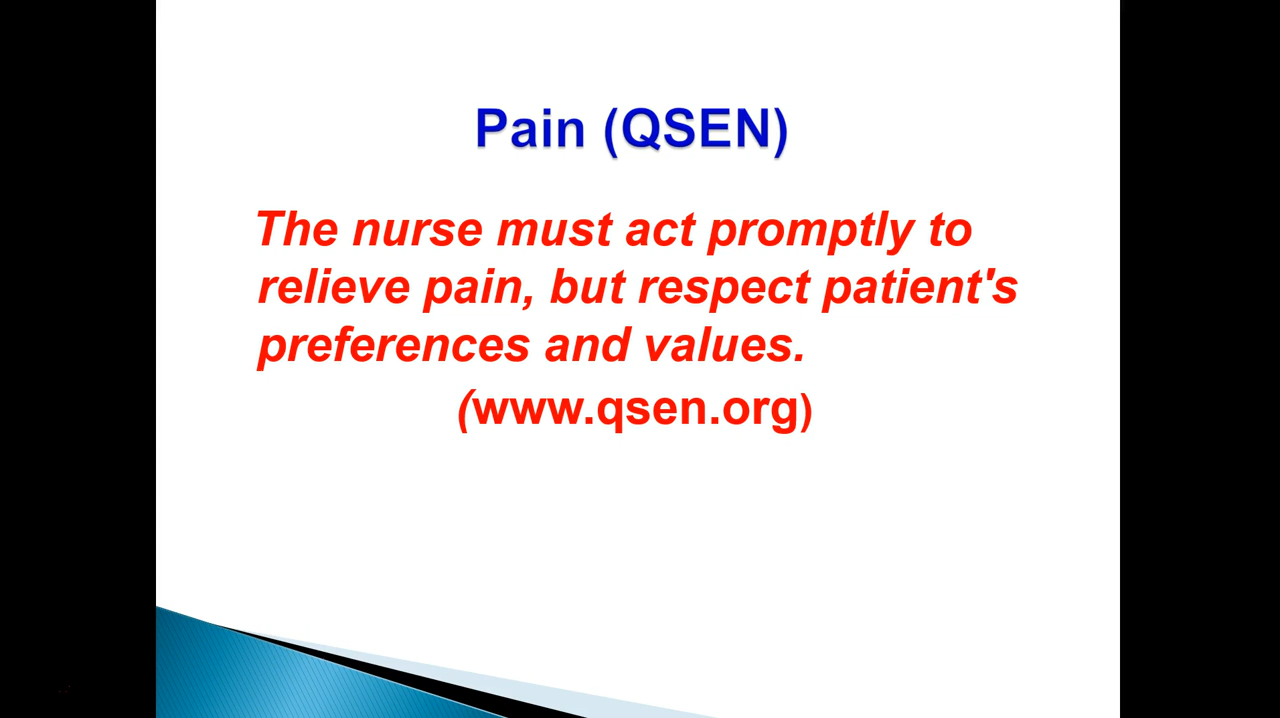 Pain (QSEN)
The nurse must act promptly to
relieve pain, but respect patient's
preferences and values.
(www.qsen.org)